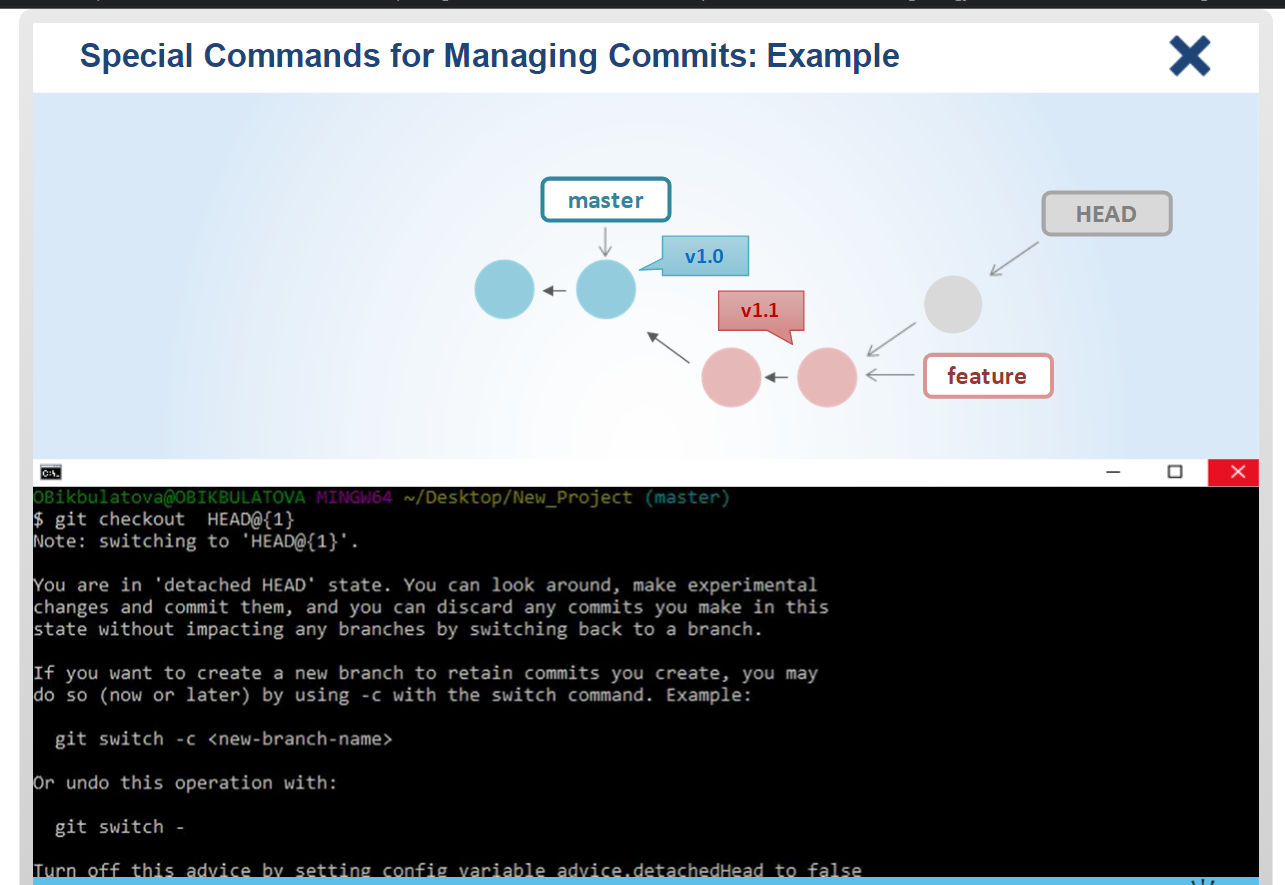 Special Commands for Managing Commits: Example
master
HEAD
v1.0
v1.1
feature
OBikbulatova@OBIKBULATOVA MINGW64 ~/Desktop/New_Project (master)
$ git checkout  HEAD@{1}
Note: switching to 'HEAD@{1}'.
You are in 'detached HEAD' state. You can look around, make experimental
changes and commit them, and you can discard any commits you make in this
state without impacting any branches by switching back to a branch.
If you want to create a new branch to retain commits you create, you may
do so (now or later) by using -c with the switch command. Example:
git switch -c <new-branch-name>
Or undo this operation with:
git switch -
Turn off this advice by setting config variable advice.detachedHead to false